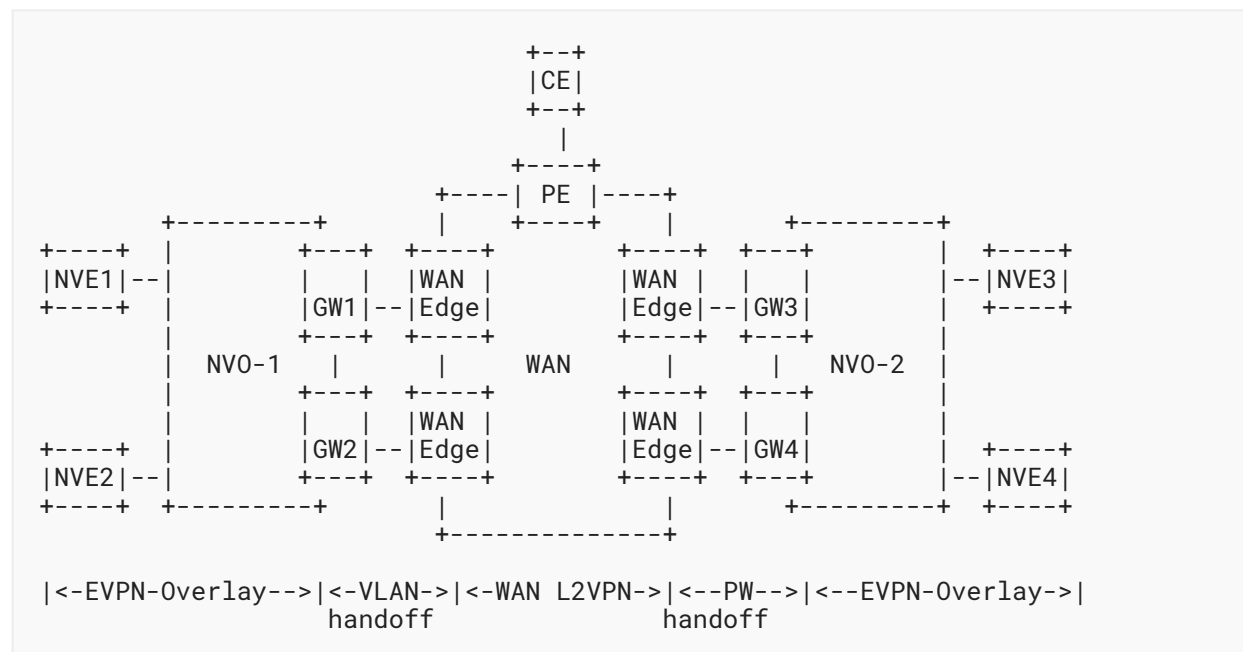 CE
PE
NVE1 WAN WAN NVE3
GW1 Edge Edge GW3
NVO-1 WAN NVO-2
WAN WAN
GW2 Edge Edge GW4
NVE2 NVE4
|<-EVPN-Overlay-->|<-VLAN->|<-WAN L2VPN->|<--PW-->|<--EVPN-Overlay->|
handoff handoff